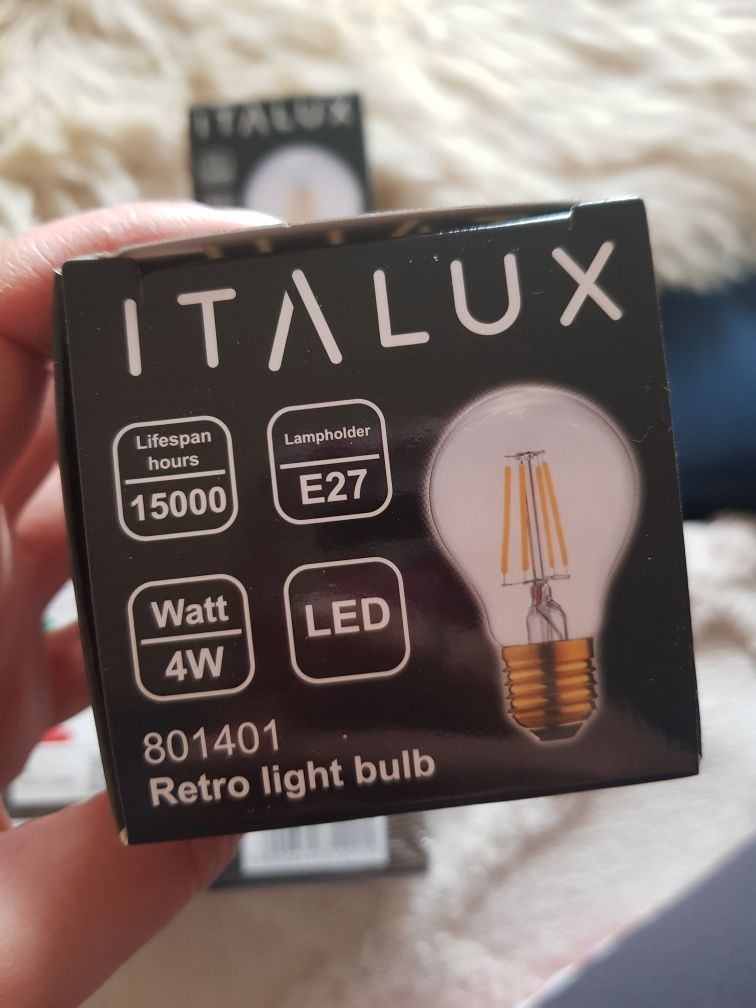 ITALUX
ITALUX
Lifespan
hours
15000
Lampholder
E27
Watt
4W
LED
801401
Retro light bulb